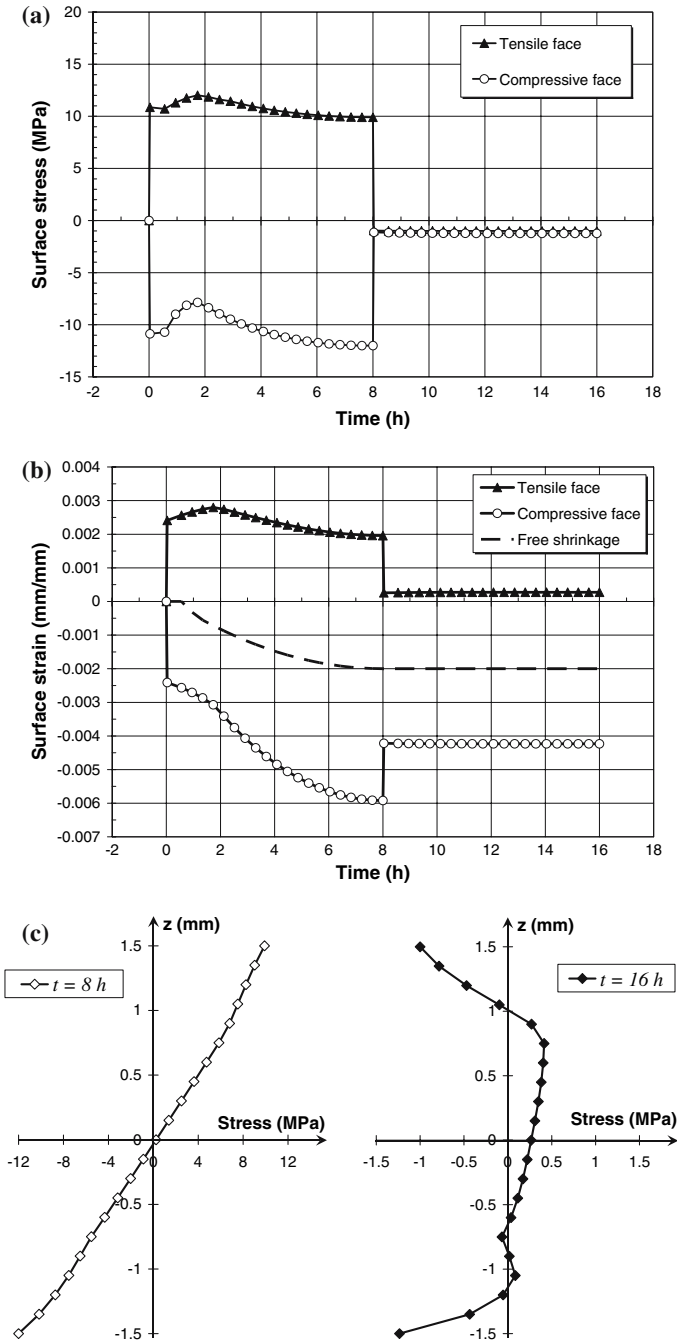 (a)
20
15
10
5
0
-5
-10
-15
-2 0 2 4 6 8 10 12 14 16 18
Surface stress (MPa)
Time (h)
Tensile face
Compressive face
(b)
0.004
0.003
0.002
0.001
0
-0.001
-0.002
-0.003
-0.004
-0.005
-0.006
-0.007
-2 0 2 4 6 8 10 12 14 16 18
Surface strain (mm/mm)
Time (h)
Tensile face
Compressive face
Free shrinkage
(c)
z (mm)
1.5
t = 8 h
1
0.5
Stress (MPa)
0
-12 -8 -4 0 4 8 12
-0.5
-1
-1.5
z (mm)
1.5
t = 16 h
1
0.5
Stress (MPa)
0
-1.5 -1 -0.5 0 0.5 1 1.5
-0.5
-1
-1.5